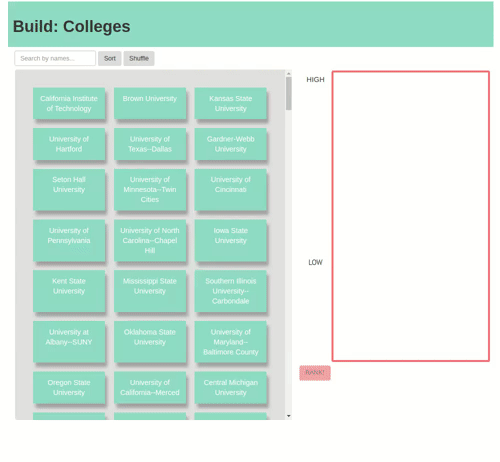 Build: Colleges
Search by names...
Sort
Shuffle
HIGH
California Institute
of Technology
Brown University
Kansas State
University
University of
Hartford
University of
Texas--Dallas
Gardner-Webb
University
Seton Hall
University
University of
Minnesota--Twin
Cities
University of
Cincinnati
University of
Pennsylvania
University of North
Carolina--Chapel
Hill
Iowa State
University
LOW
Kent State
University
Mississippi State
University
Southern Illinois
University--
Carbondale
University at
Albany--SUNY
Oklahoma State
University
University of
Maryland--
Baltimore County
RANK!
Oregon State
University
University of
California--Merced
Central Michigan
University